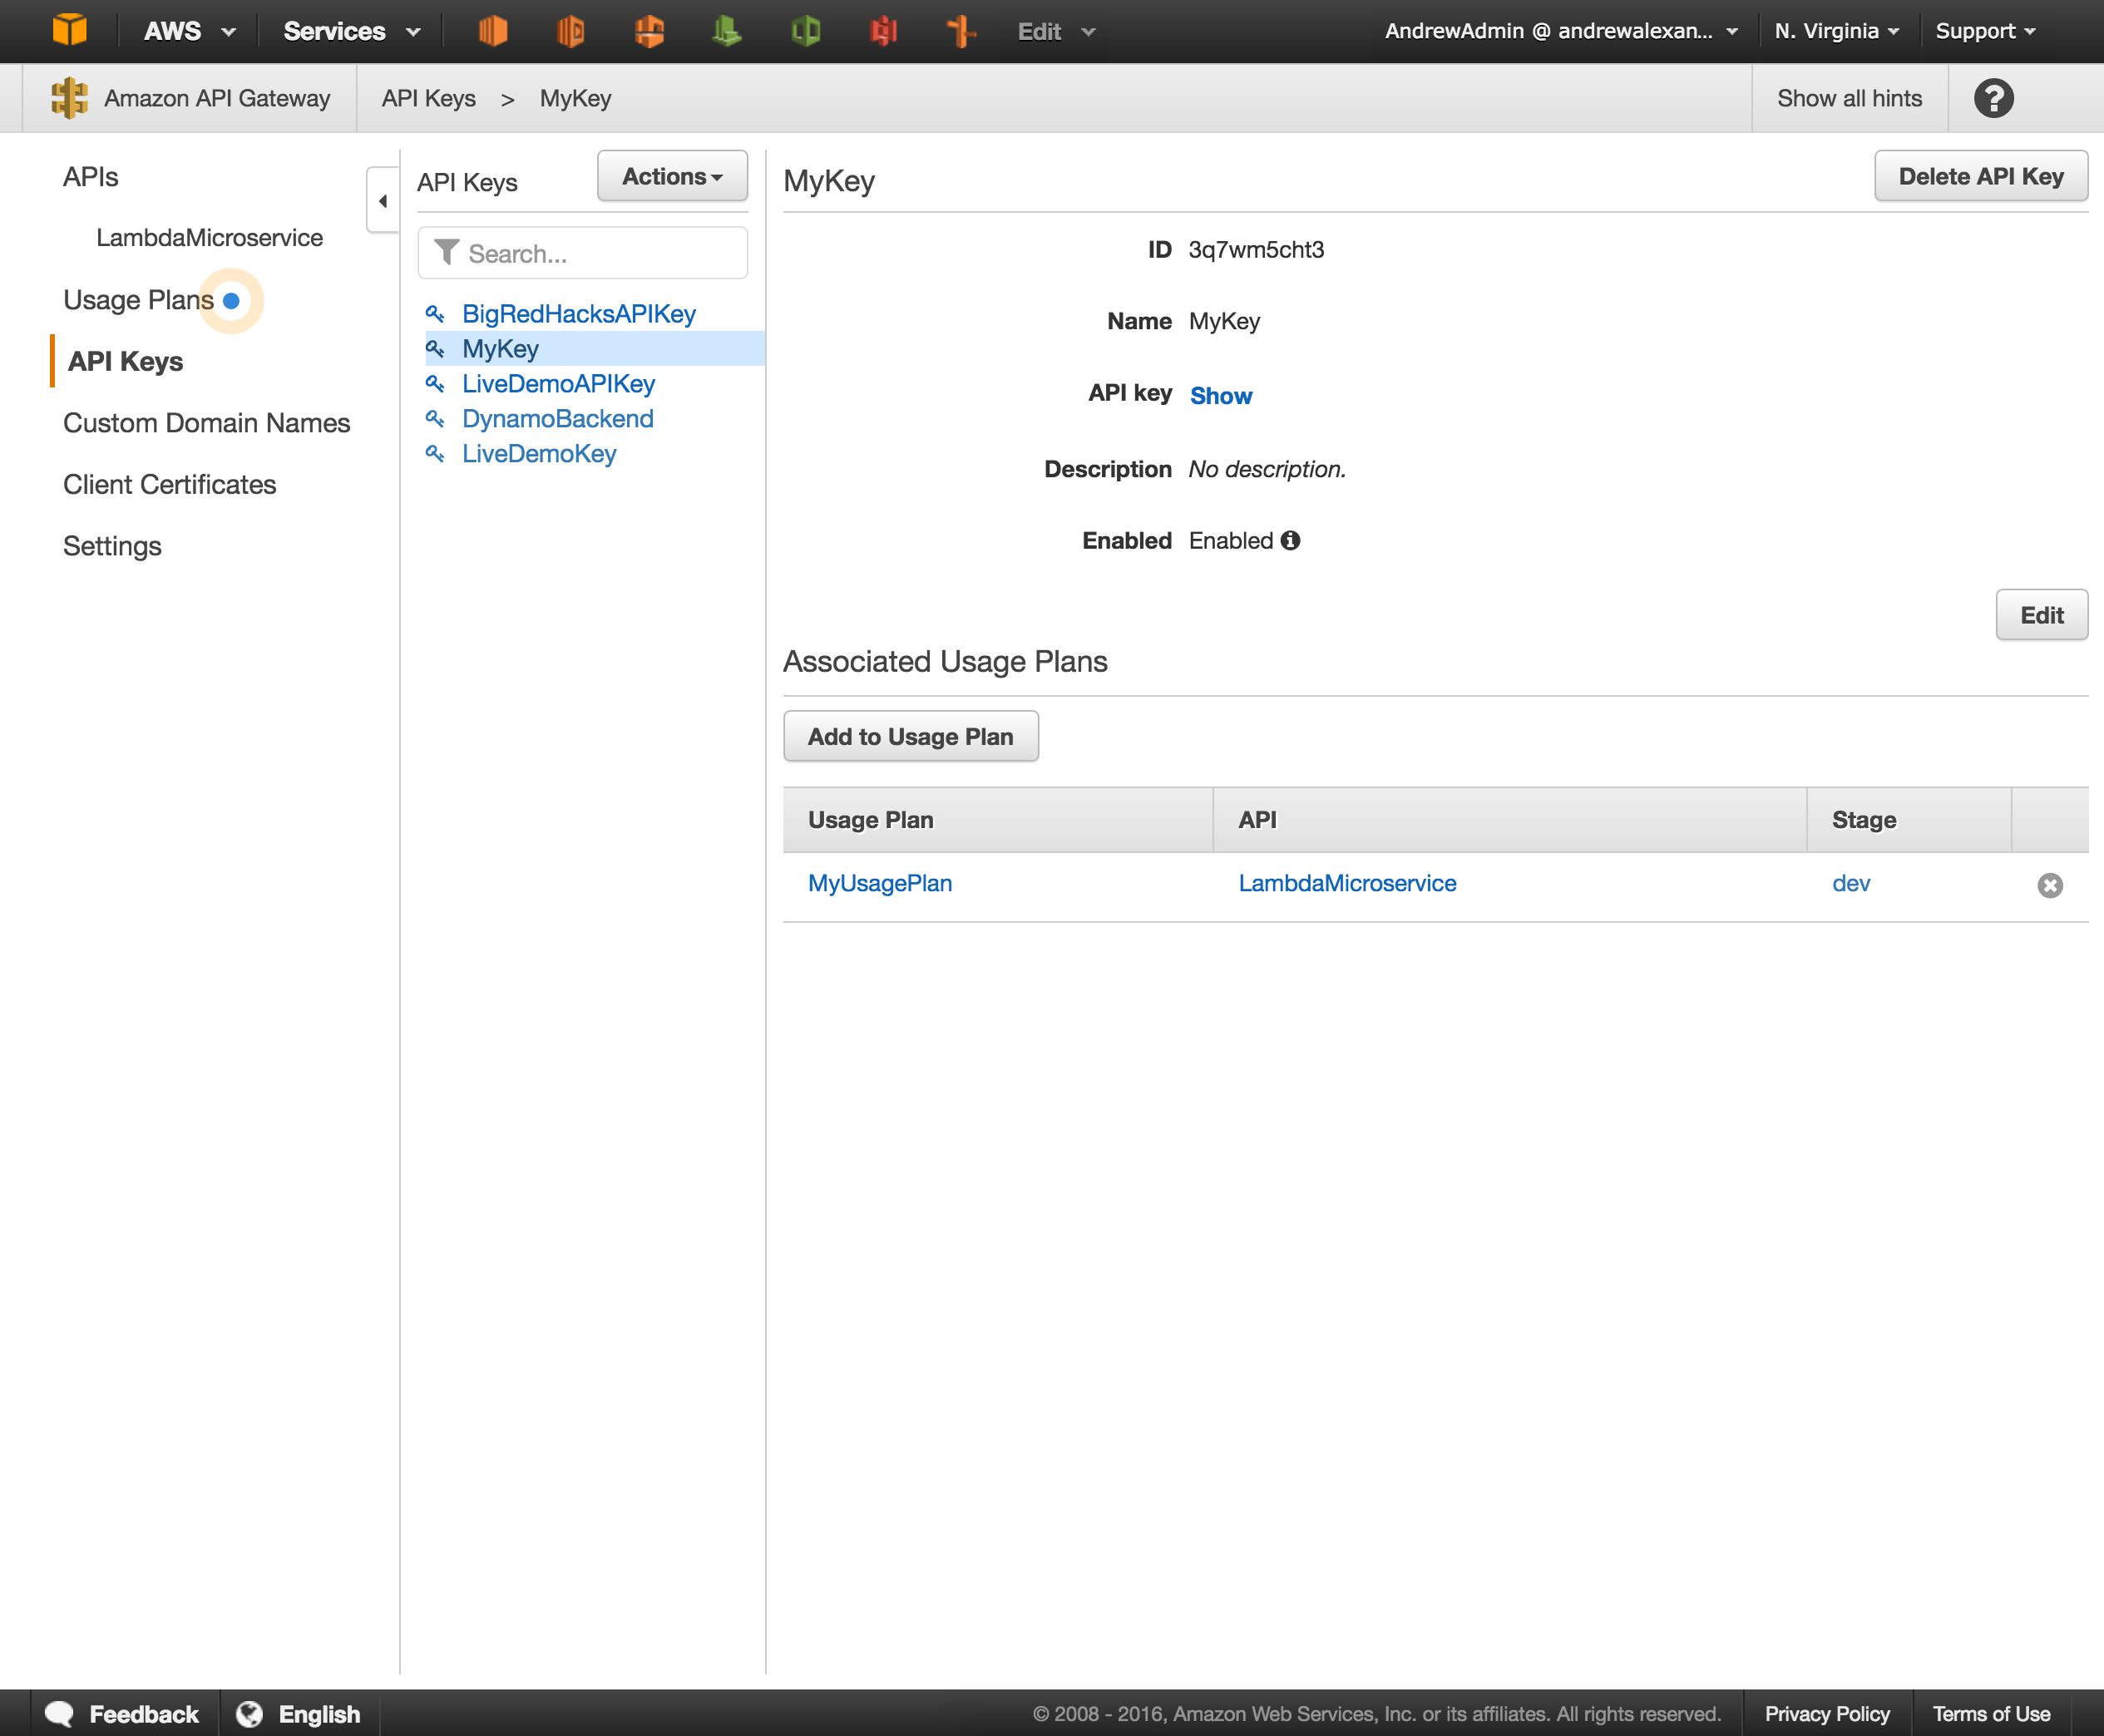 AWS Services Edit AndrewAdmin @ andrewalexan... N. Virginia Support
Amazon API Gateway API Keys > MyKey Show all hints ?
APIs
LambdaMicroservice
Usage Plans
API Keys
Custom Domain Names
Client Certificates
Settings
API Keys Actions
Search...
BigRedHacksAPIKey
MyKey
LiveDemoAPIKey
DynamoBackend
LiveDemoKey
MyKey Delete API Key
ID 3q7wm5cht3
Name MyKey
API key Show
Description No description.
Enabled Enabled
Edit
Associated Usage Plans
Add to Usage Plan
Usage Plan API Stage
MyUsagePlan LambdaMicroservice dev
Feedback English © 2008 - 2016, Amazon Web Services, Inc. or its affiliates. All rights reserved. Privacy Policy Terms of Use